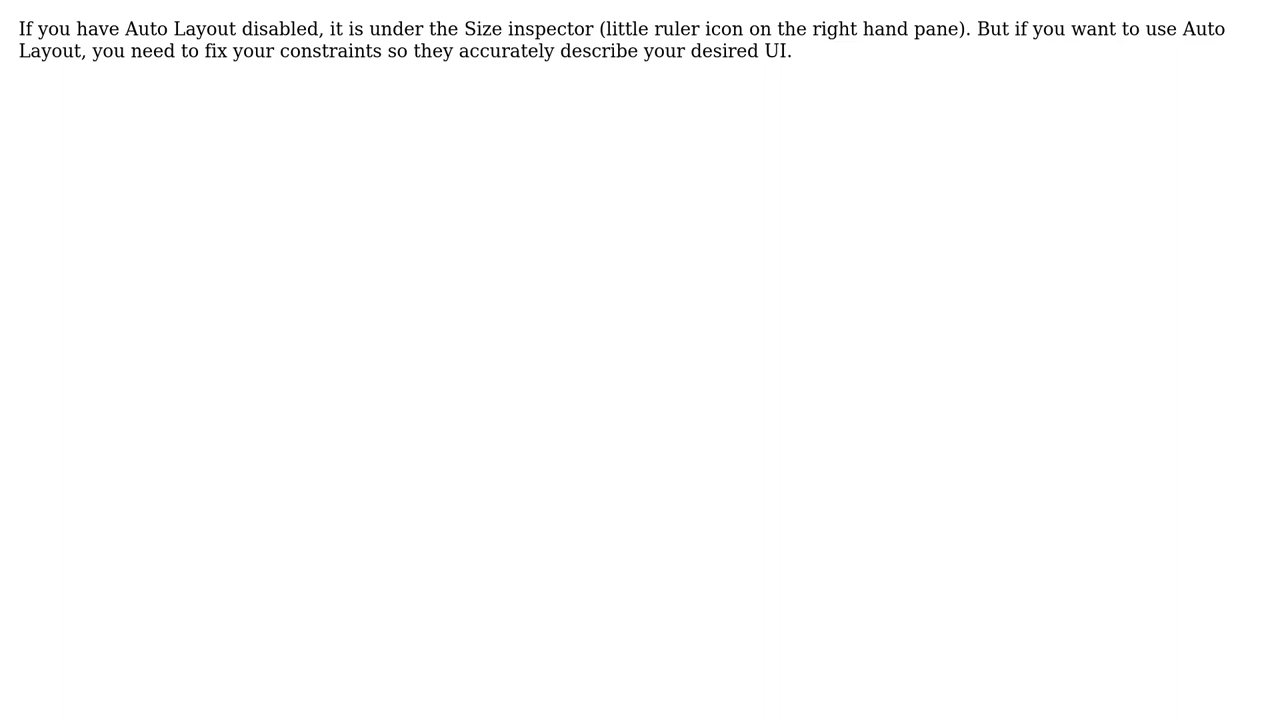 If you have Auto Layout disabled, it is under the Size inspector (little ruler icon on the right hand pane). But if you want to use Auto
Layout, you need to fix your constraints so they accurately describe your desired UI.